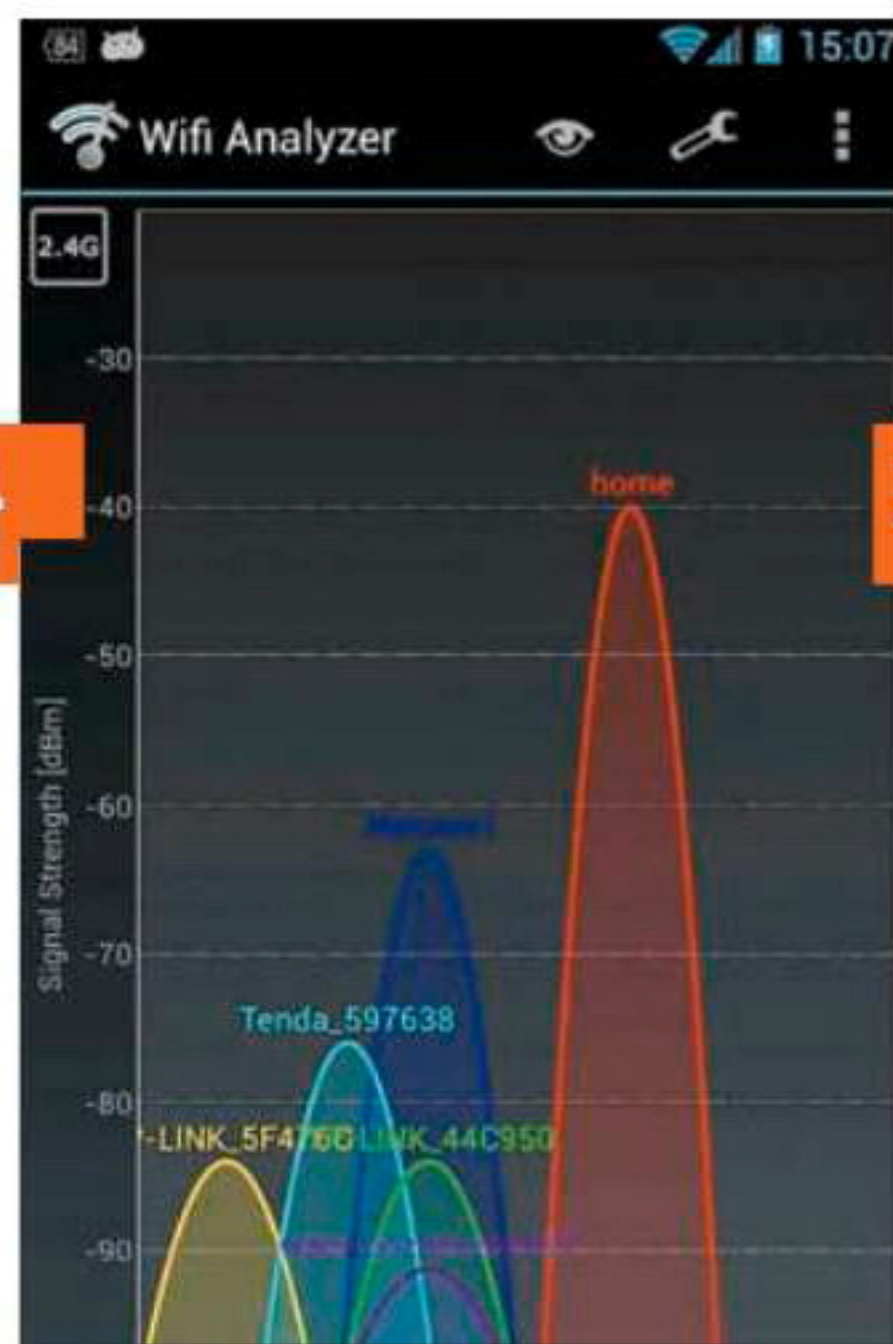 84
15:07
Wifi Analyzer
2.4G
-30
home
-40
-50
Signal Strength [dBm]
-60
-70
Tenda_597638
-80
-LINK_5F476G
LINK_44C950
-90